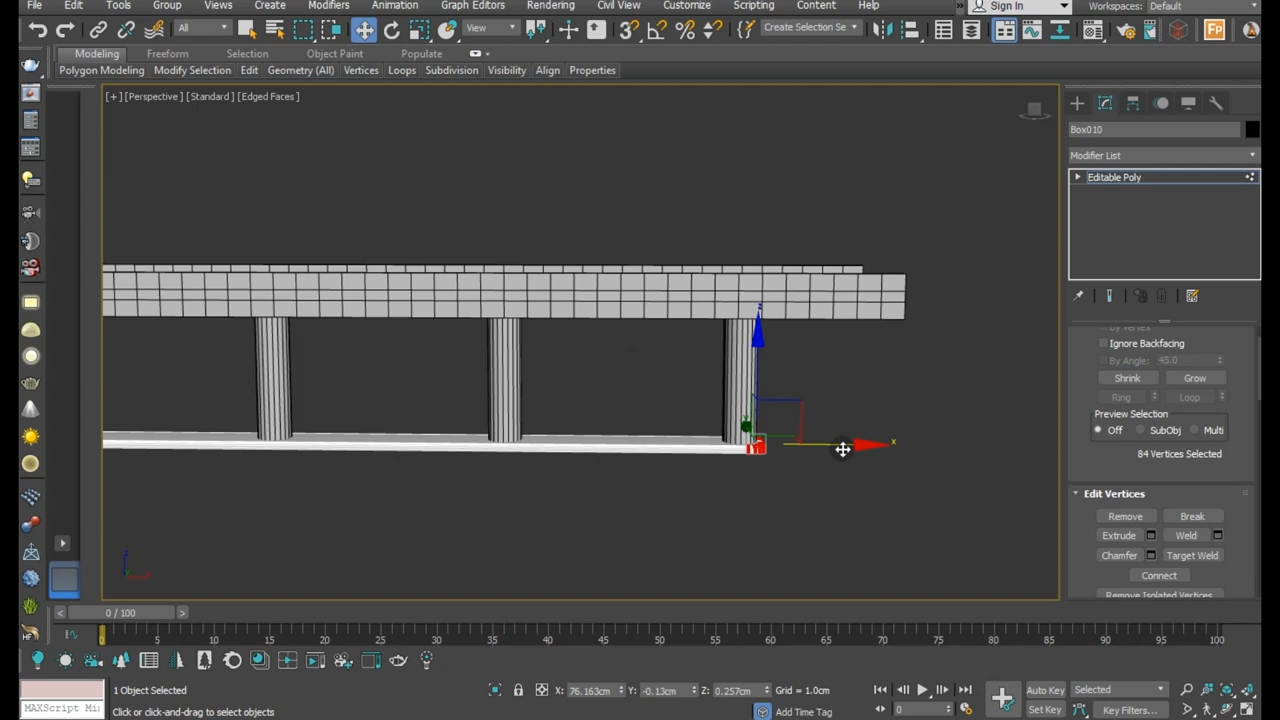 File Edit Tools Group Views Create Modifiers Animation Graph Editors Rendering Civil View Customize Scripting Content Help » Sign In Workspaces: Default
All View Create Selection Se
Modeling Freeform Selection Object Paint Populate
Polygon Modeling Modify Selection Edit Geometry (All) Vertices Loops Subdivision Visibility Align Properties
[+] [Perspective] [Standard] [Edged Faces]
Box010
Modifier List
Editable Poly
Ignore Backfacing
By Angle: 45.0
Shrink Grow
Ring Loop
Preview Selection
Off SubObj Multi
84 Vertices Selected
Edit Vertices
Remove Break
Extrude Weld
Chamfer Target Weld
Connect
Remove Isolated Vertices
z
x
z
< 0 / 100 >
0 5 10 15 20 25 30 35 40 45 50 55 60 65 70 75 80 85 90 95 100
1 Object Selected X: 76.163cm Y: -0.13cm Z: 0.257cm Grid = 1.0cm Auto Key Selected
MAXScript Mi Click or click-and-drag to select objects Add Time Tag 0 Set Key Key Filters...